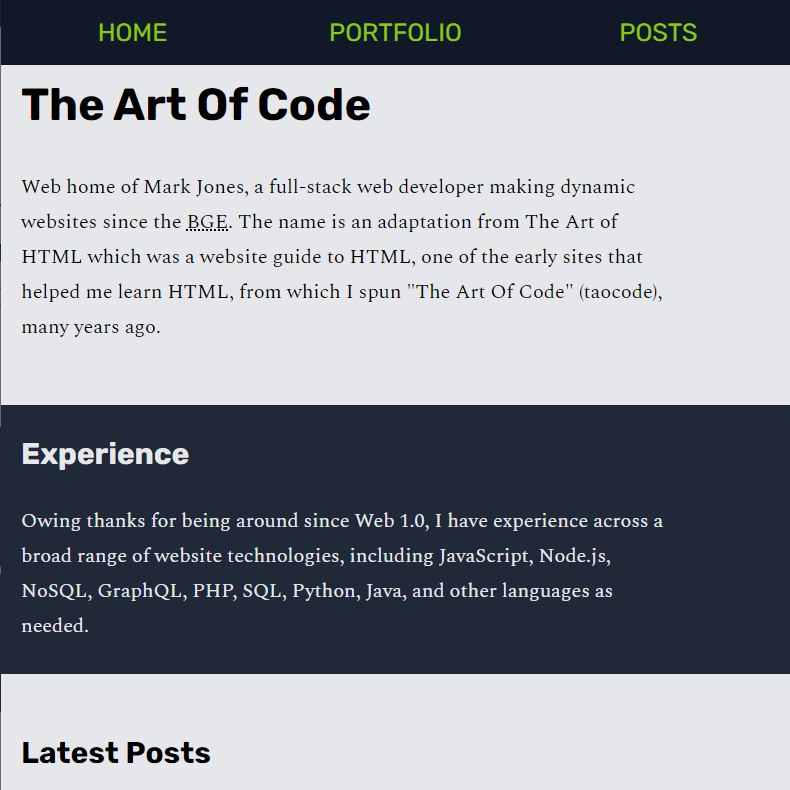 HOME PORTFOLIO POSTS
The Art Of Code
Web home of Mark Jones, a full-stack web developer making dynamic
websites since the BGE. The name is an adaptation from The Art of
HTML which was a website guide to HTML, one of the early sites that
helped me learn HTML, from which I spun "The Art Of Code" (taocode),
many years ago.
Experience
Owing thanks for being around since Web 1.0, I have experience across a
broad range of website technologies, including JavaScript, Node.js,
NoSQL, GraphQL, PHP, SQL, Python, Java, and other languages as
needed.
Latest Posts